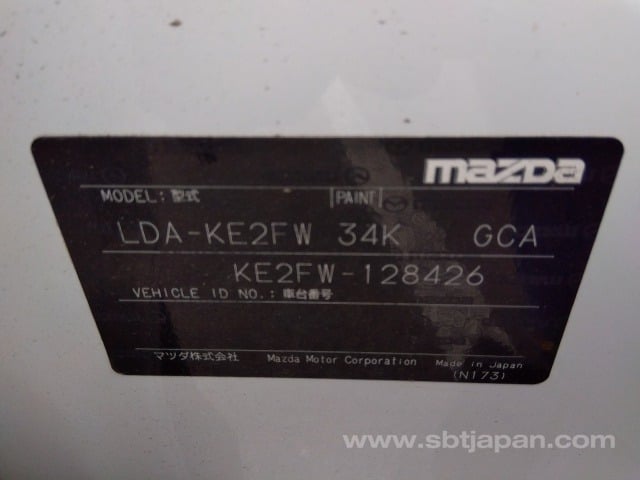 mazda
MODEL: 型式 PAINT
LDA-KE2FW 34K GCA
KE2FW-128426
VEHICLE ID NO.: 車台番号
マツダ株式会社 Mazda Motor Corporation Made in Japan
(N173)
www.sbtjapan.com